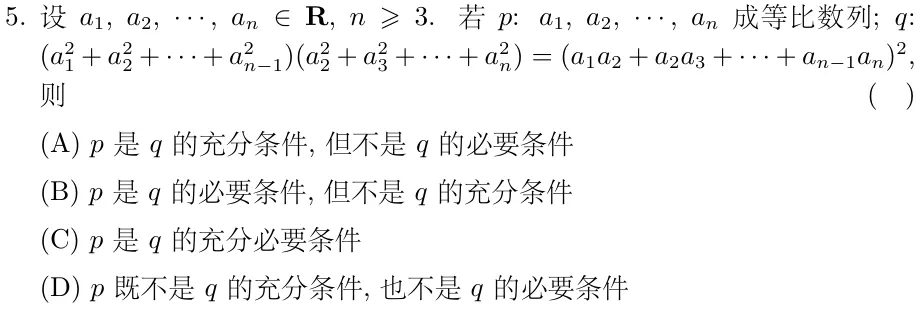 5. 设 a₁, a₂, ⋯, aₙ ∈ R, n ⩾ 3. 若 p: a₁, a₂, ⋯, aₙ 成等比数列; q:
(a₁² + a₂² + ⋯ + aₙ₋₁²)(a₂² + a₃² + ⋯ + aₙ²) = (a₁a₂ + a₂a₃ + ⋯ + aₙ₋₁aₙ)²,
则 ( )
(A) p 是 q 的充分条件, 但不是 q 的必要条件
(B) p 是 q 的必要条件, 但不是 q 的充分条件
(C) p 是 q 的充分必要条件
(D) p 既不是 q 的充分条件, 也不是 q 的必要条件